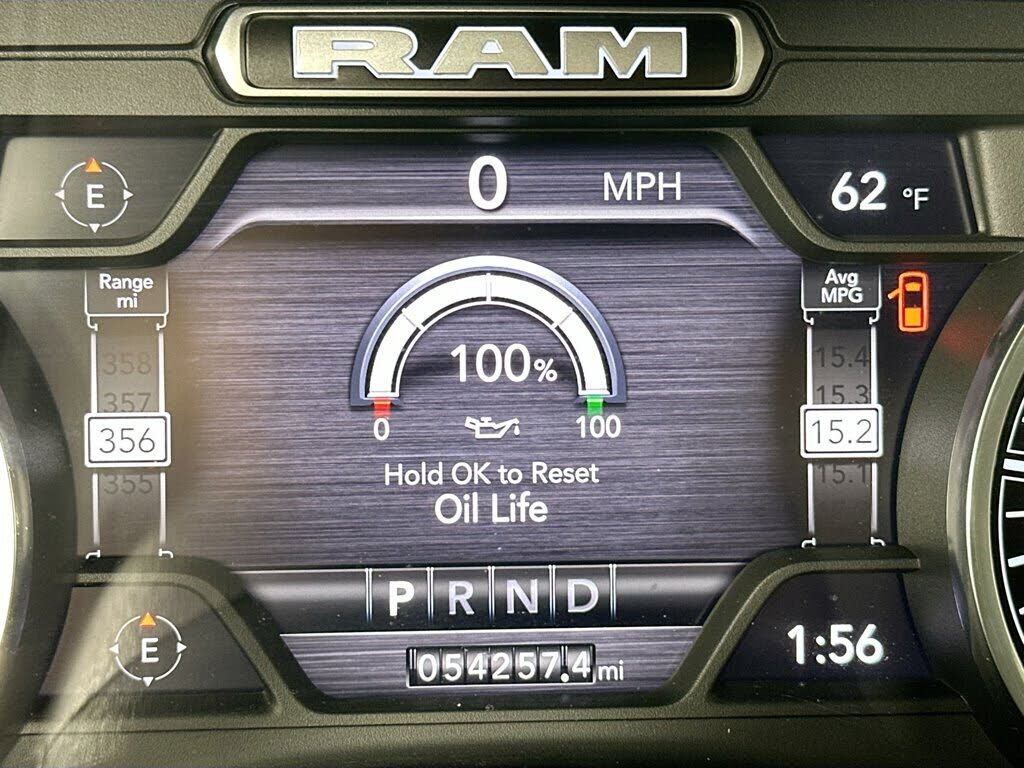 RAM
E
0 MPH
62 °F
Range
mi
358
357
356
355
Avg
MPG
15.4
15.3
15.2
15.1
100%
0
100
Hold OK to Reset
Oil Life
P R N D
E
054257.4 mi
1:56